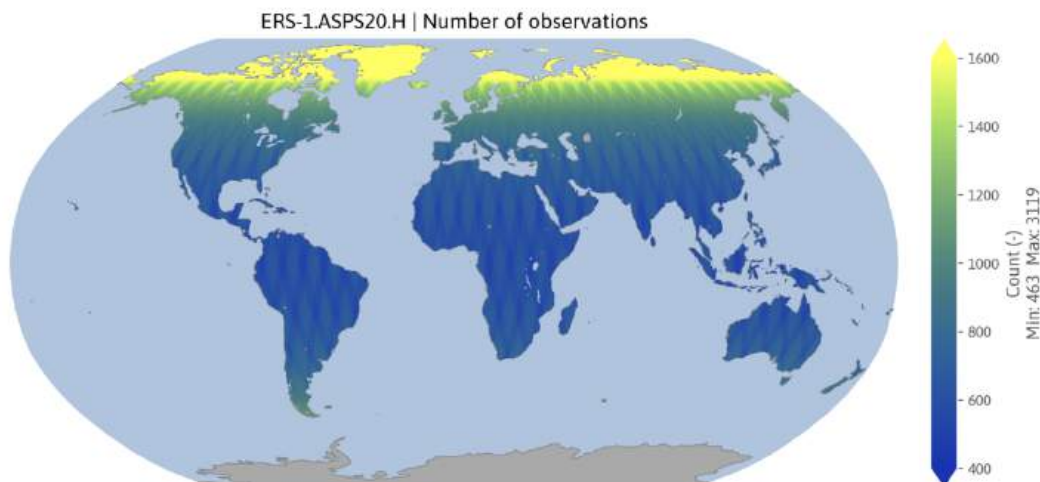 ERS-1.ASPS20.H | Number of observations
1600
1400
1200
1000
800
600
400
Count (-)
Min: 463 Max: 3119